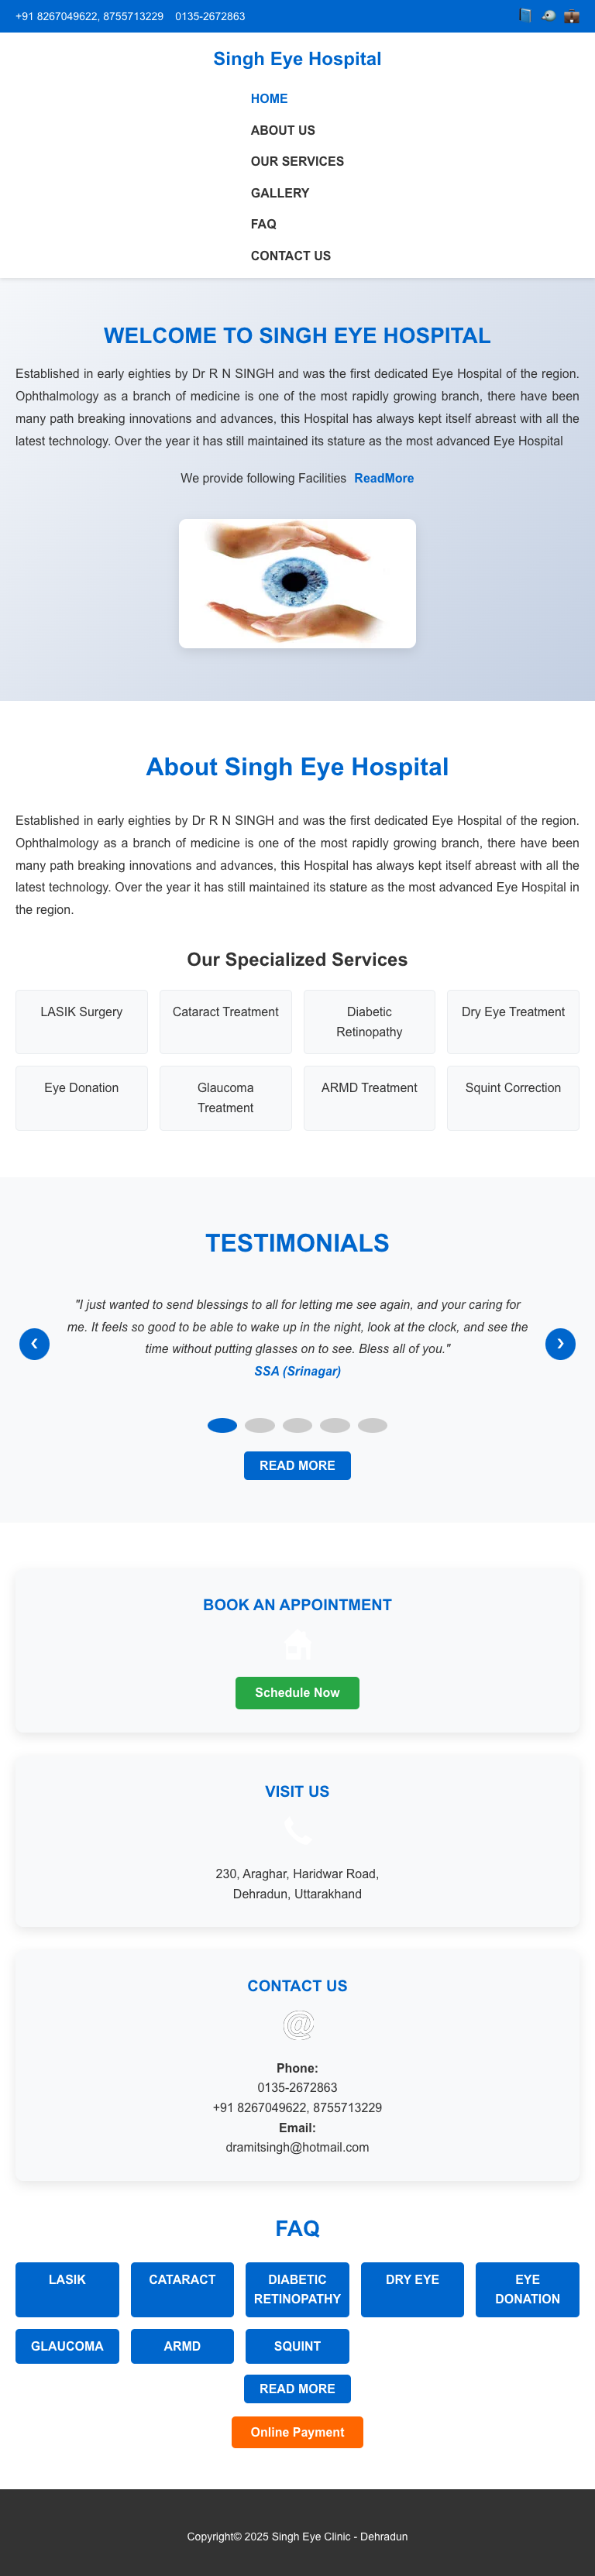 +91 8267049622, 8755713229 0135-2672863
Singh Eye Hospital
HOME
ABOUT US
OUR SERVICES
GALLERY
FAQ
CONTACT US
WELCOME TO SINGH EYE HOSPITAL
Established in early eighties by Dr R N SINGH and was the first dedicated Eye Hospital of the region.
Ophthalmology as a branch of medicine is one of the most rapidly growing branch, there have been
many path breaking innovations and advances, this Hospital has always kept itself abreast with all the
latest technology. Over the year it has still maintained its stature as the most advanced Eye Hospital
We provide following Facilities ReadMore
About Singh Eye Hospital
Established in early eighties by Dr R N SINGH and was the first dedicated Eye Hospital of the region.
Ophthalmology as a branch of medicine is one of the most rapidly growing branch, there have been
many path breaking innovations and advances, this Hospital has always kept itself abreast with all the
latest technology. Over the year it has still maintained its stature as the most advanced Eye Hospital in
the region.
Our Specialized Services
LASIK Surgery
Cataract Treatment
Diabetic
Retinopathy
Dry Eye Treatment
Eye Donation
Glaucoma
Treatment
ARMD Treatment
Squint Correction
TESTIMONIALS
"I just wanted to send blessings to all for letting me see again, and your caring for
me. It feels so good to be able to wake up in the night, look at the clock, and see the
time without putting glasses on to see. Bless all of you."
SSA (Srinagar)
❮
❯
READ MORE
BOOK AN APPOINTMENT
Schedule Now
VISIT US
230, Araghar, Haridwar Road,
Dehradun, Uttarakhand
CONTACT US
@
Phone:
0135-2672863
+91 8267049622, 8755713229
Email:
dramitsingh@hotmail.com
FAQ
LASIK
CATARACT
DIABETIC
RETINOPATHY
DRY EYE
EYE
DONATION
GLAUCOMA
ARMD
SQUINT
READ MORE
Online Payment
Copyright© 2025 Singh Eye Clinic - Dehradun